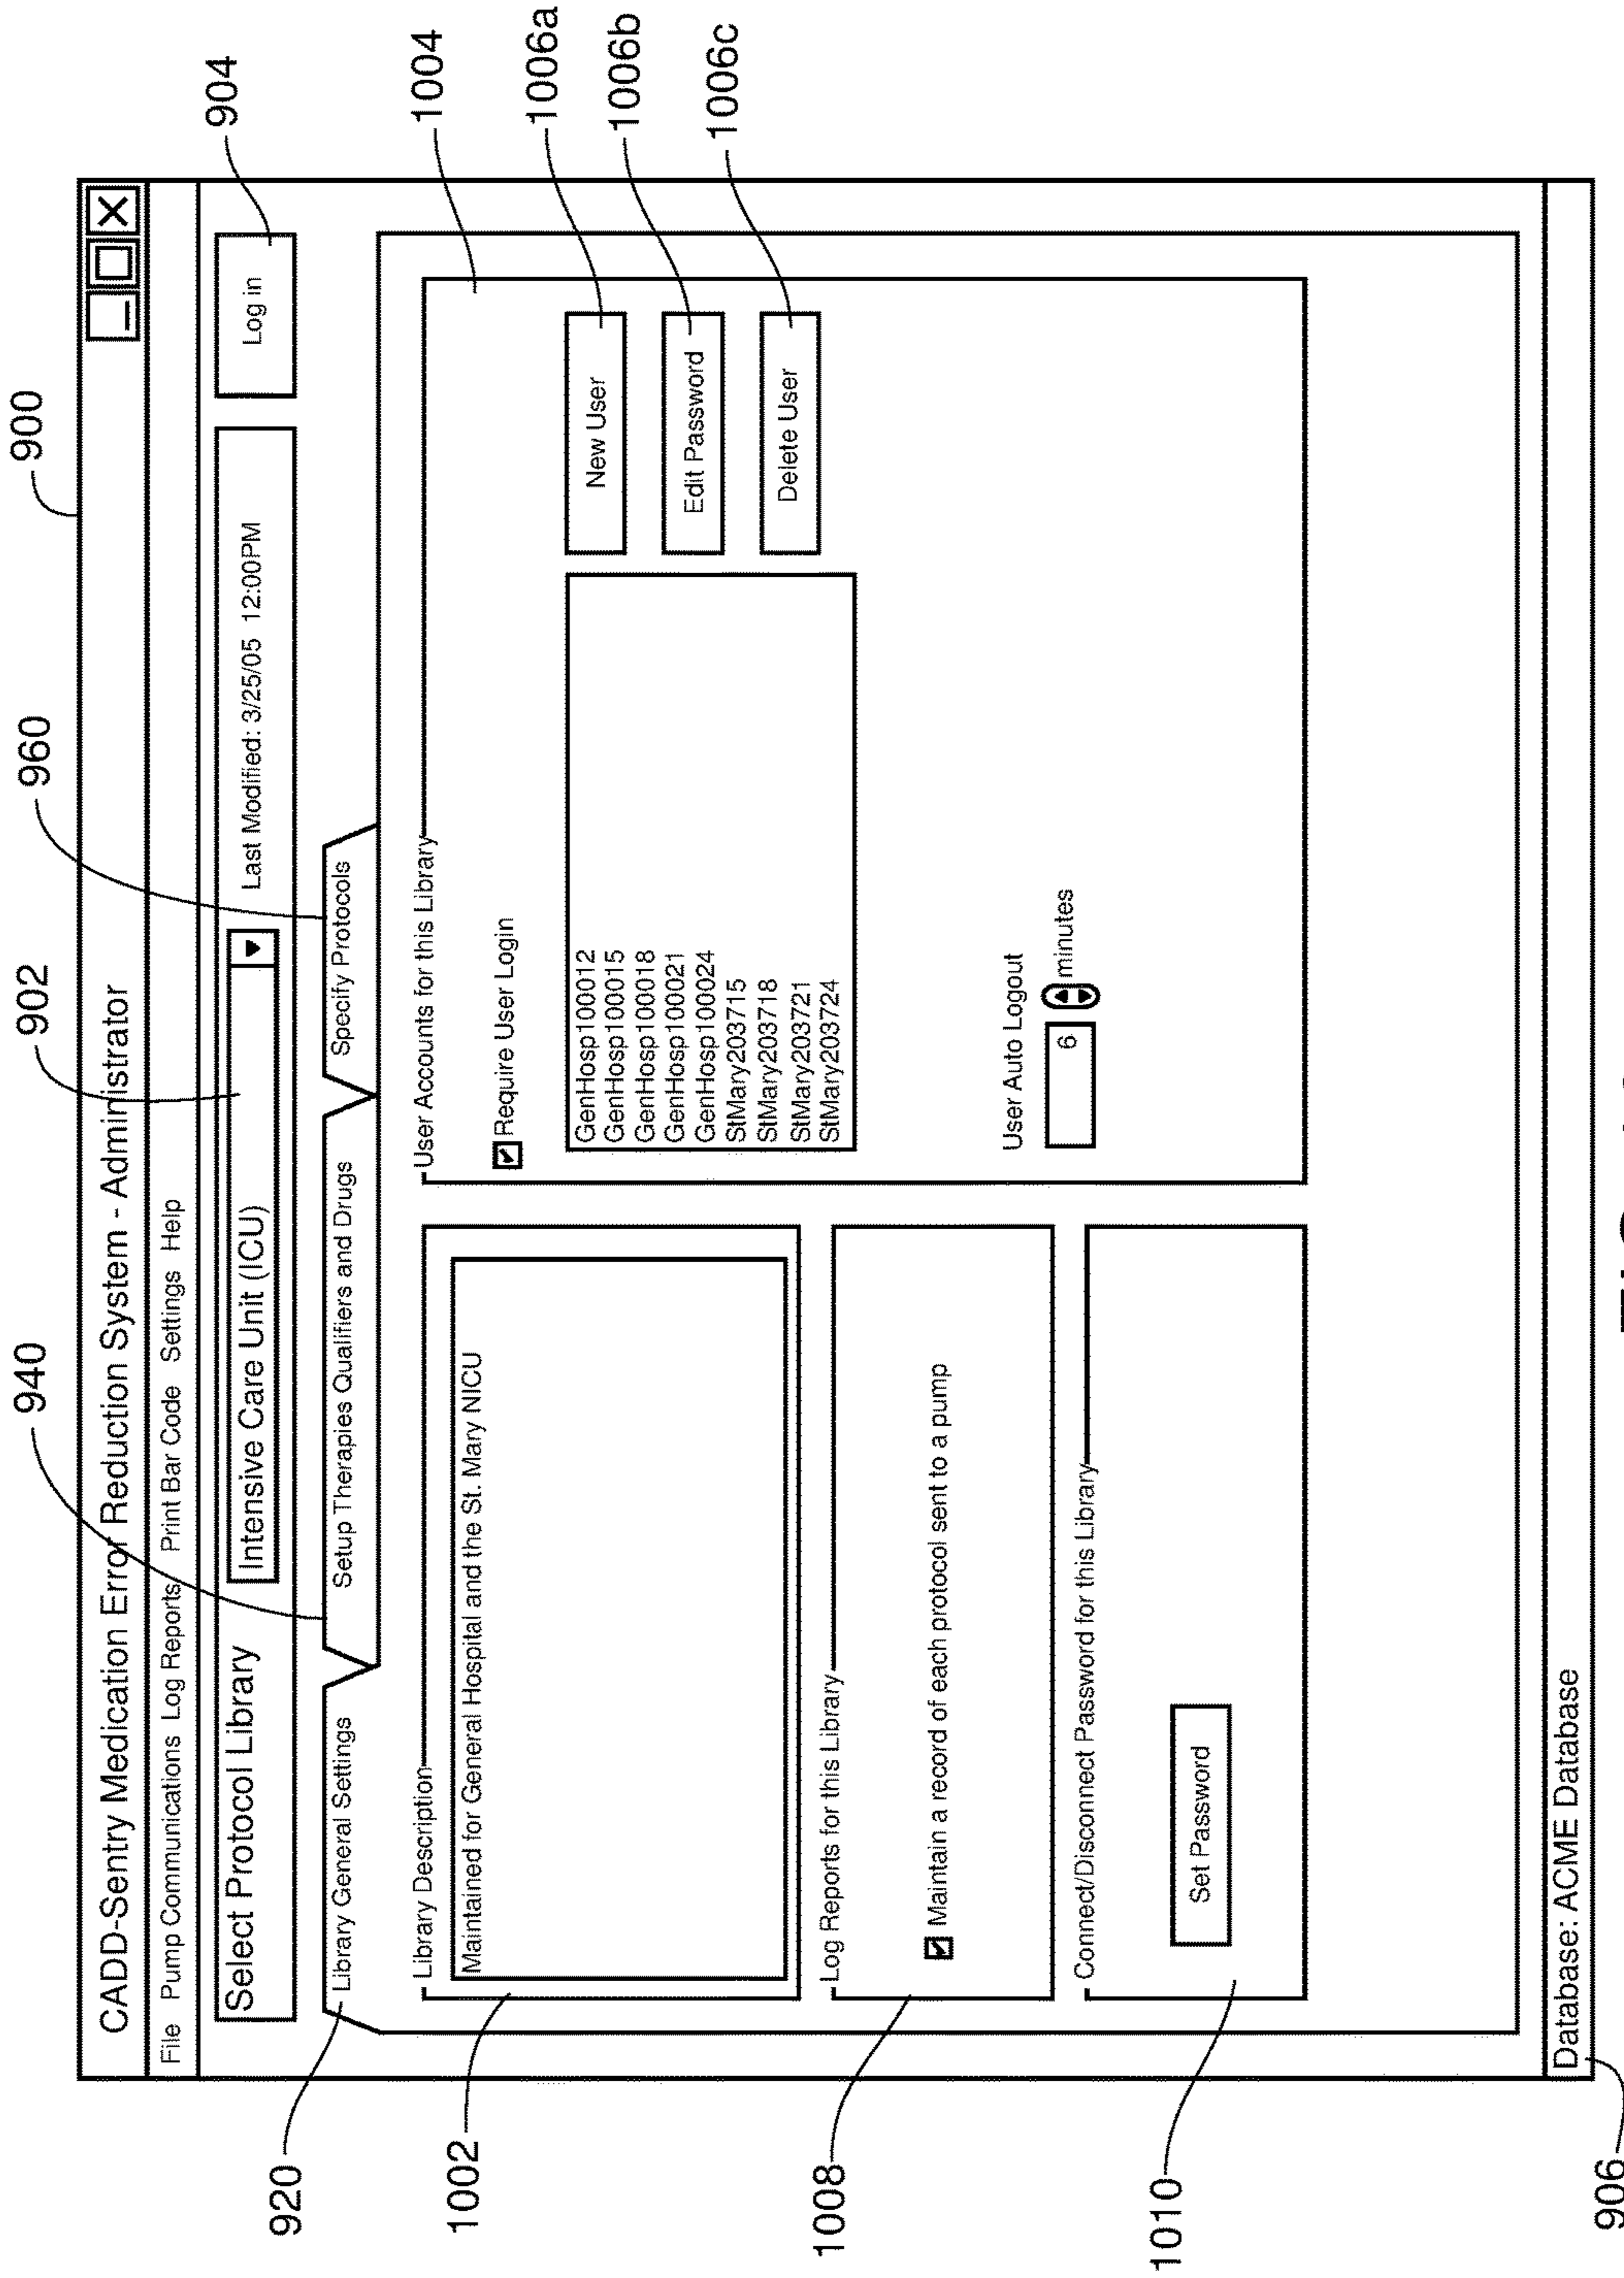 900
CADD-Sentry Medication Error Reduction System - Administrator
File Pump Communications Log Reports Print Bar Code Settings Help
940
902
960
904
Select Protocol Library
Intensive Care Unit (ICU)
Last Modified: 3/25/05 12:00PM
Log in
920
Library General Settings
Setup Therapies Qualifiers and Drugs
Specify Protocols
1002
Library Description
Maintained for General Hospital and the St. Mary NICU
1008
Log Reports for this Library
Maintain a record of each protocol sent to a pump
1010
Connect/Disconnect Password for this Library
Set Password
1004
User Accounts for this Library
Require User Login
GenHosp100012
GenHosp100015
GenHosp100018
GenHosp100021
GenHosp100024
StMary203715
StMary203718
StMary203721
StMary203724
New User
1006a
Edit Password
1006b
Delete User
1006c
User Auto Logout
6 minutes
906
Database: ACME Database